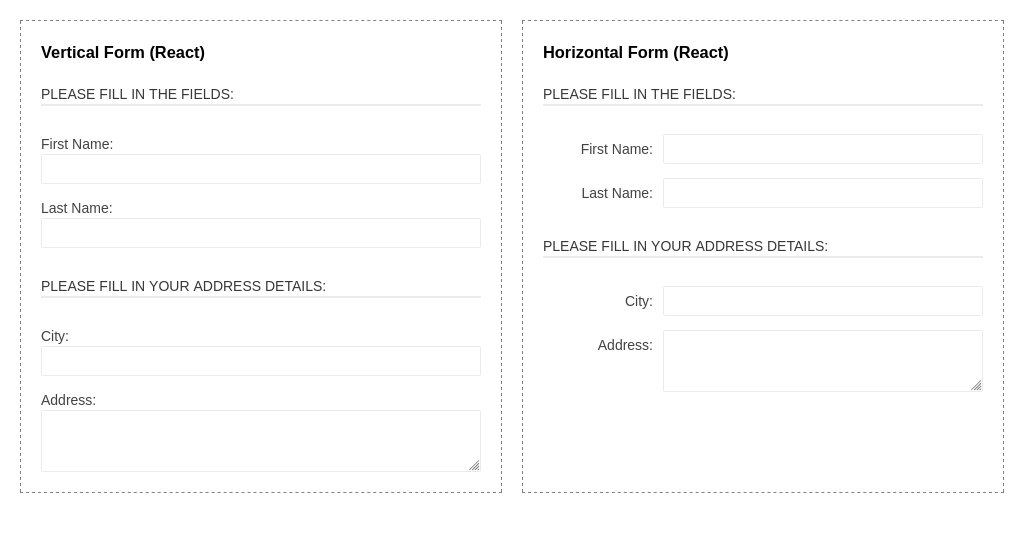 Vertical Form (React)
PLEASE FILL IN THE FIELDS:
First Name:
Last Name:
PLEASE FILL IN YOUR ADDRESS DETAILS:
City:
Address:
Horizontal Form (React)
PLEASE FILL IN THE FIELDS:
First Name:
Last Name:
PLEASE FILL IN YOUR ADDRESS DETAILS:
City:
Address: